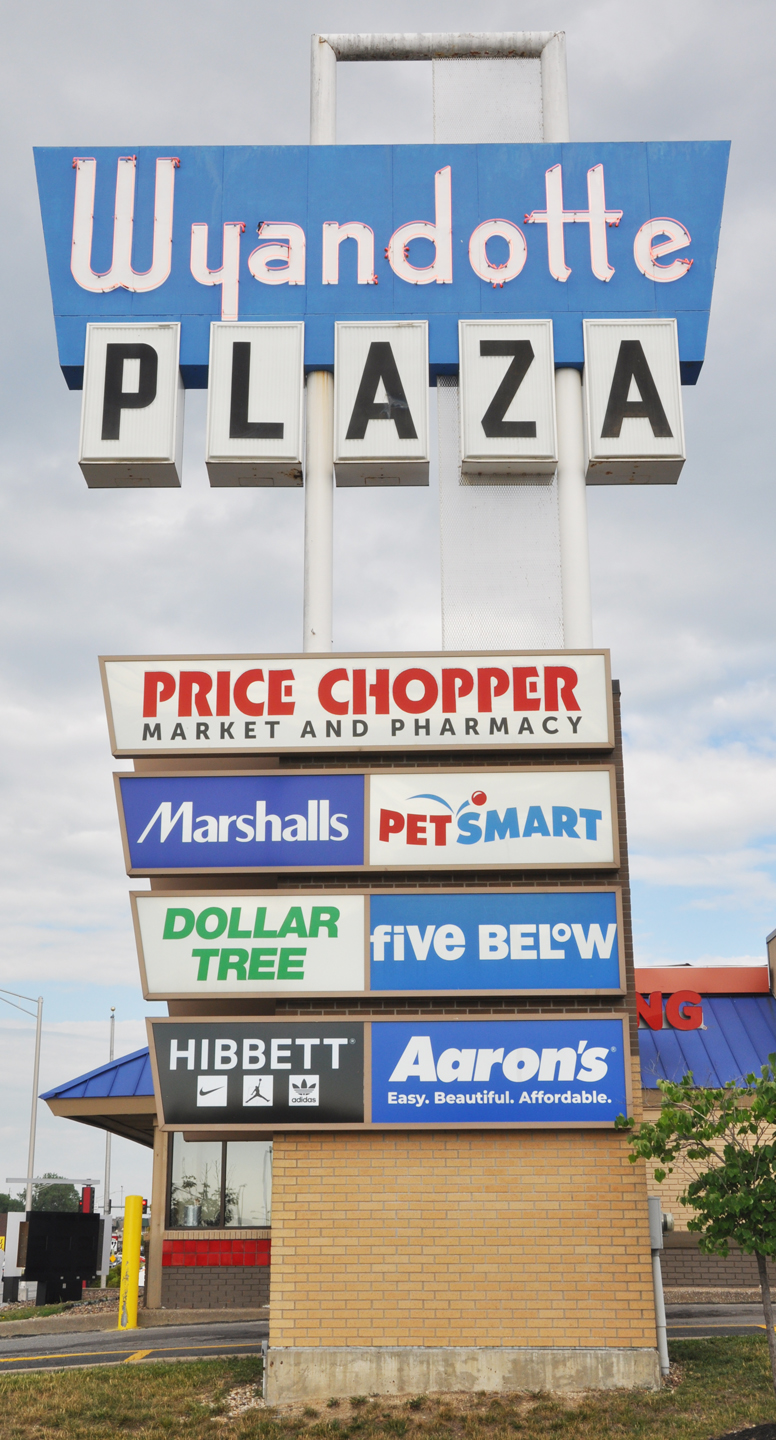 Wyandotte
PLAZA
PRICE CHOPPER
MARKET AND PHARMACY
Marshalls
PETSMART
DOLLAR
TREE
five BELOW
HIBBETT
adidas
Aaron's
Easy. Beautiful. Affordable.
NG